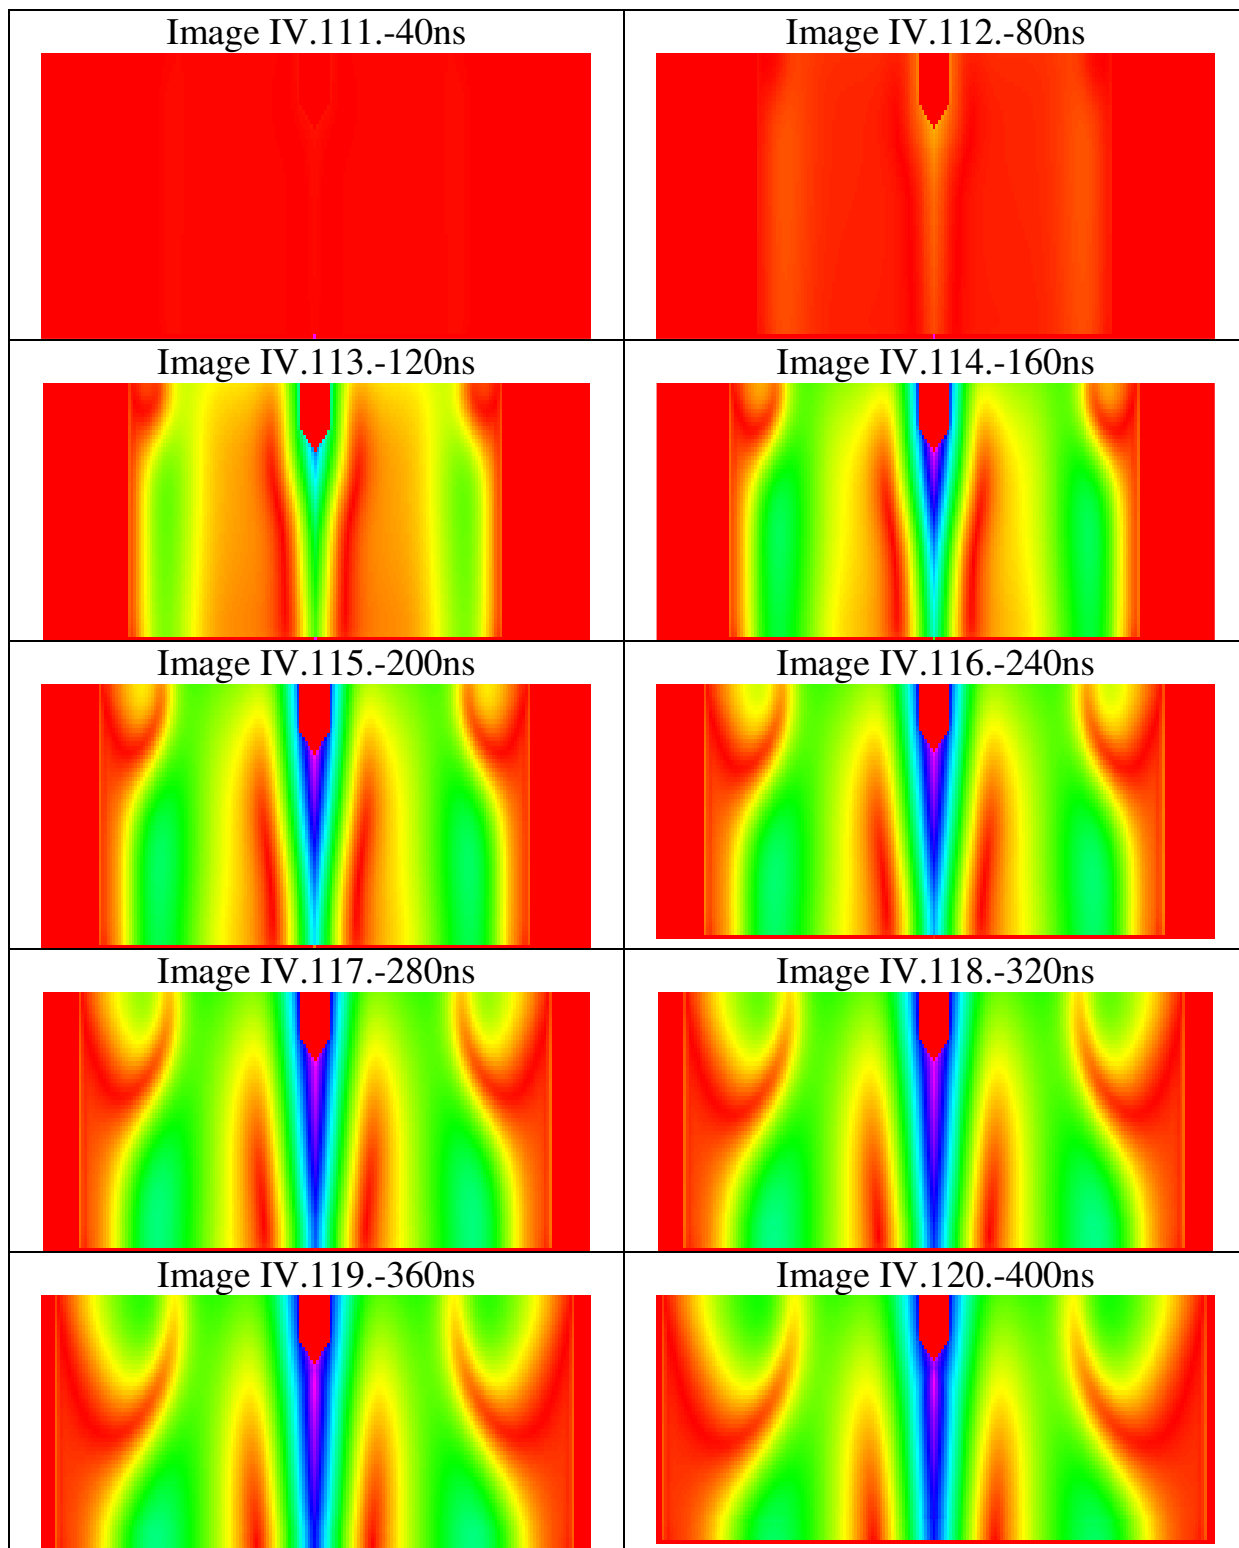 Image IV.111.-40ns
Image IV.112.-80ns
Image IV.113.-120ns
Image IV.114.-160ns
Image IV.115.-200ns
Image IV.116.-240ns
Image IV.117.-280ns
Image IV.118.-320ns
Image IV.119.-360ns
Image IV.120.-400ns